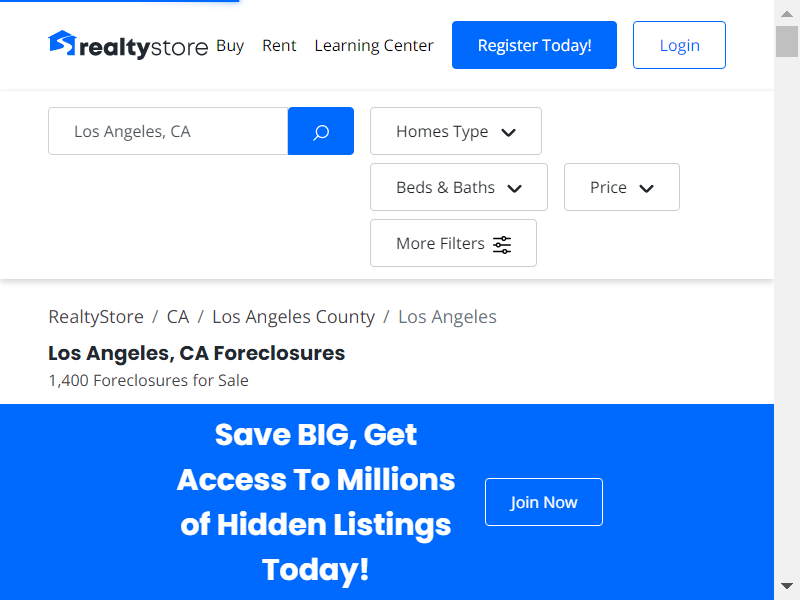 realtystore Buy Rent Learning Center Register Today! Login
Los Angeles, CA Homes Type
Beds & Baths Price
More Filters
RealtyStore / CA / Los Angeles County / Los Angeles
Los Angeles, CA Foreclosures
1,400 Foreclosures for Sale
Save BIG, Get
Access To Millions
of Hidden Listings
Today!
Join Now